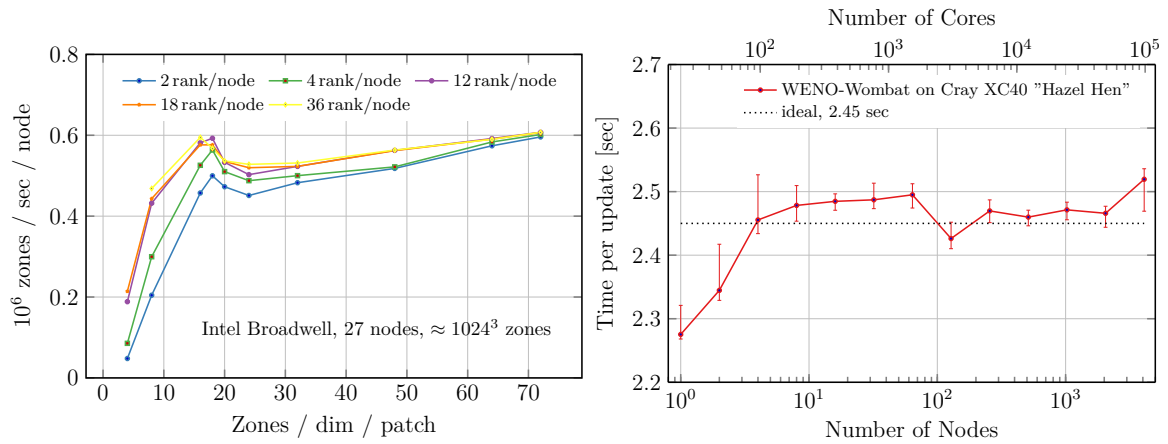 0.8
0.6
0.4
0.2
0
10⁶ zones / sec / node
2 rank/node 4 rank/node 12 rank/node
18 rank/node 36 rank/node
Intel Broadwell, 27 nodes, ≈ 1024³ zones
0 10 20 30 40 50 60 70
Zones / dim / patch
Number of Cores
10² 10³ 10⁴ 10⁵
2.7
2.6
2.5
2.4
2.3
2.2
Time per update [sec]
WENO-Wombat on Cray XC40 "Hazel Hen"
ideal, 2.45 sec
10⁰ 10¹ 10² 10³
Number of Nodes